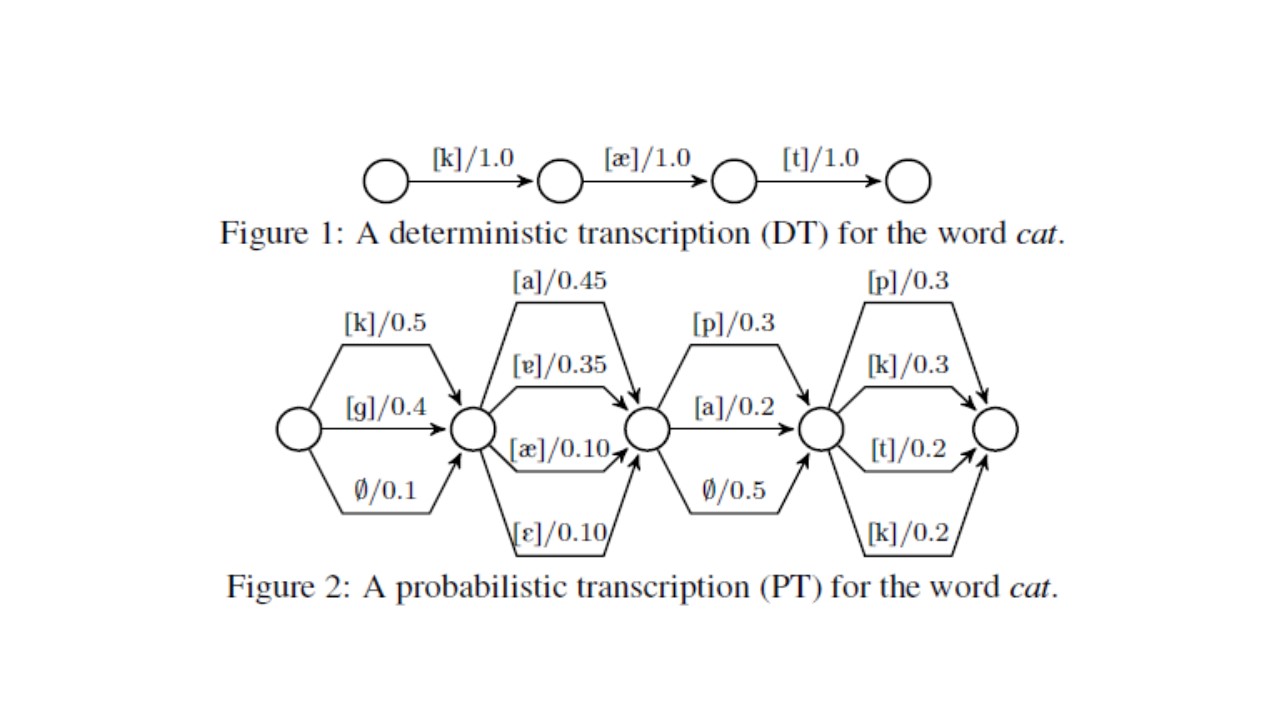 [k]/1.0 [æ]/1.0 [t]/1.0
Figure 1: A deterministic transcription (DT) for the word cat.
[a]/0.45 [p]/0.3
[k]/0.5 [p]/0.3
[ɐ]/0.35 [k]/0.3
[g]/0.4 [a]/0.2
[æ]/0.10 [t]/0.2
∅/0.1 ∅/0.5
[ɛ]/0.10 [k]/0.2
Figure 2: A probabilistic transcription (PT) for the word cat.